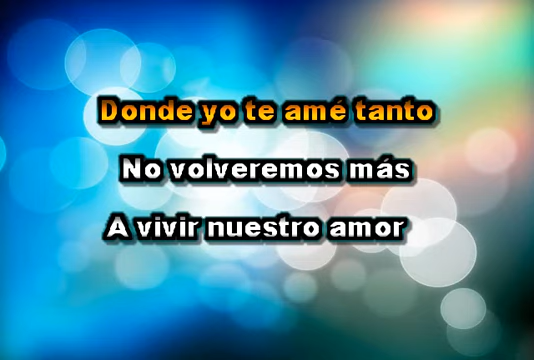 Donde yo te amé tanto
No volveremos más
A vivir nuestro amor